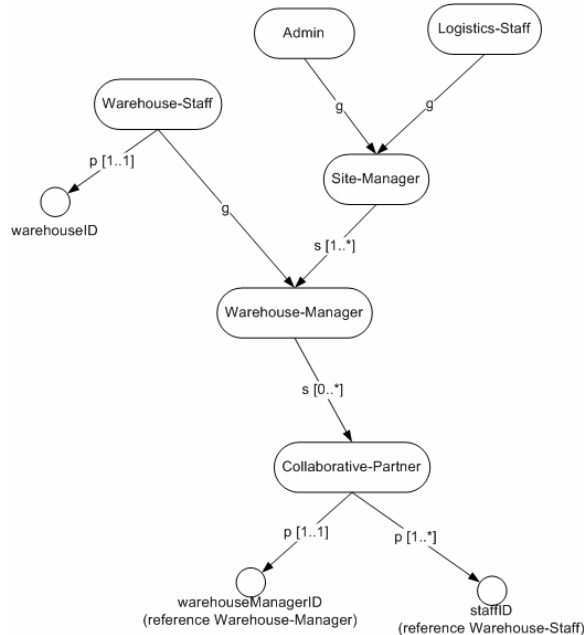 Admin
Logistics-Staff
Warehouse-Staff
g
g
p [1..1]
Site-Manager
g
warehouseID
s [1..*]
Warehouse-Manager
s [0..*]
Collaborative-Partner
p [1..1]
p [1..*]
warehouseManagerID
(reference Warehouse-Manager)
staffID
(reference Warehouse-Staff)